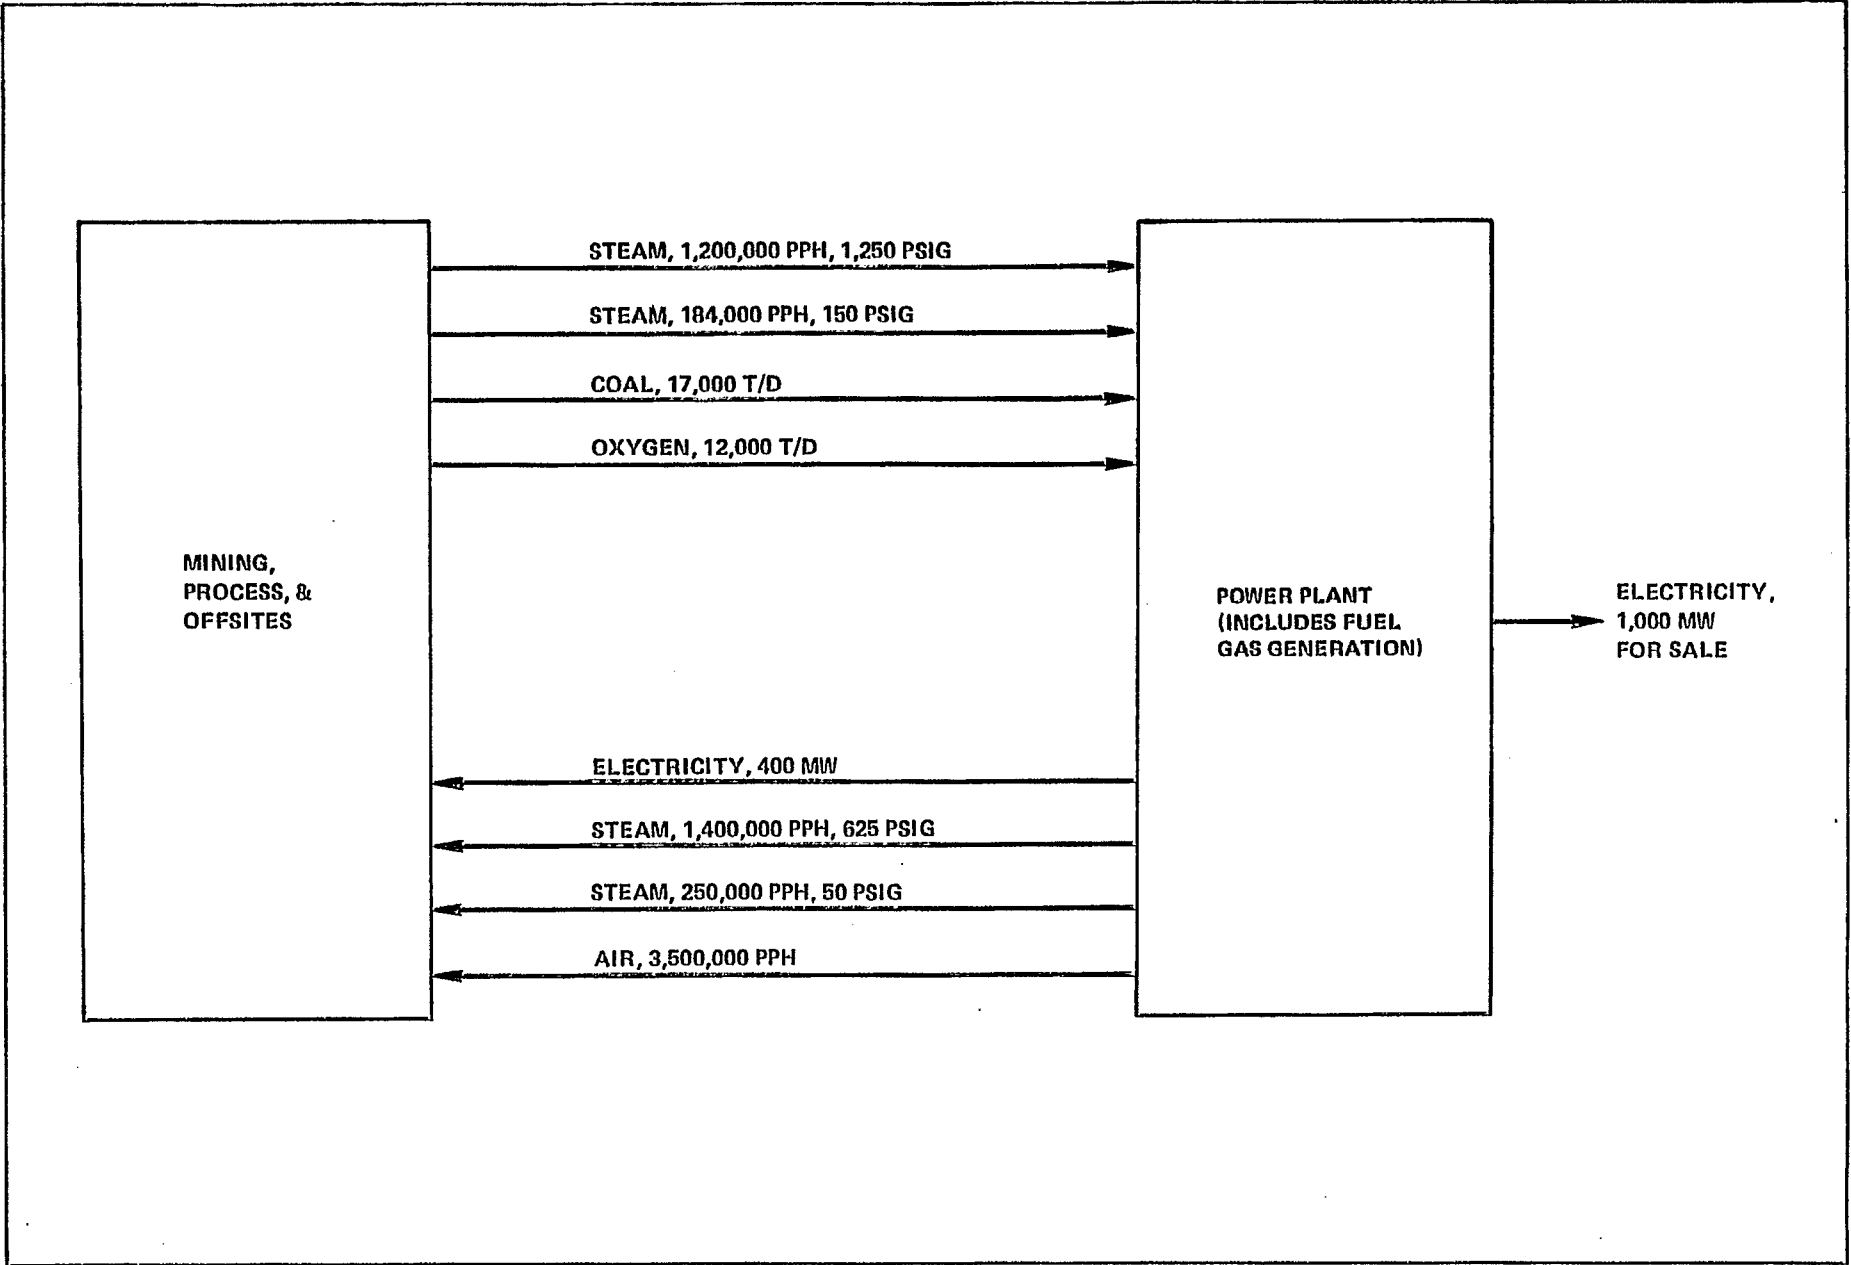 STEAM, 1,200,000 PPH, 1,250 PSIG
STEAM, 184,000 PPH, 150 PSIG
COAL, 17,000 T/D
OXYGEN, 12,000 T/D
MINING,
PROCESS, &
OFFSITES
POWER PLANT
(INCLUDES FUEL
GAS GENERATION)
ELECTRICITY,
1,000 MW
FOR SALE
ELECTRICITY, 400 MW
STEAM, 1,400,000 PPH, 625 PSIG
STEAM, 250,000 PPH, 50 PSIG
AIR, 3,500,000 PPH